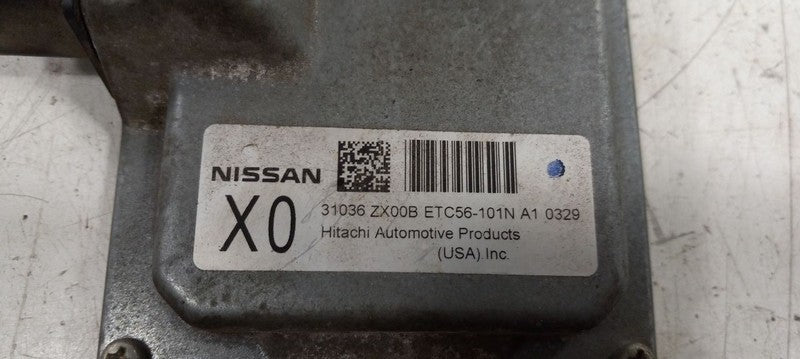 NISSAN
X0
31036 ZX00B ETC56-101N A1 0329
Hitachi Automotive Products
(USA).Inc.